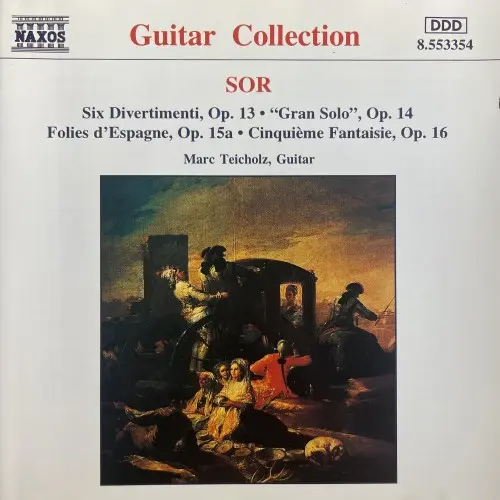 NAXOS
Guitar Collection
DDD
8.553354
SOR
Six Divertimenti, Op. 13 • “Gran Solo”, Op. 14
Folies d’Espagne, Op. 15a • Cinquième Fantaisie, Op. 16
Marc Teicholz, Guitar